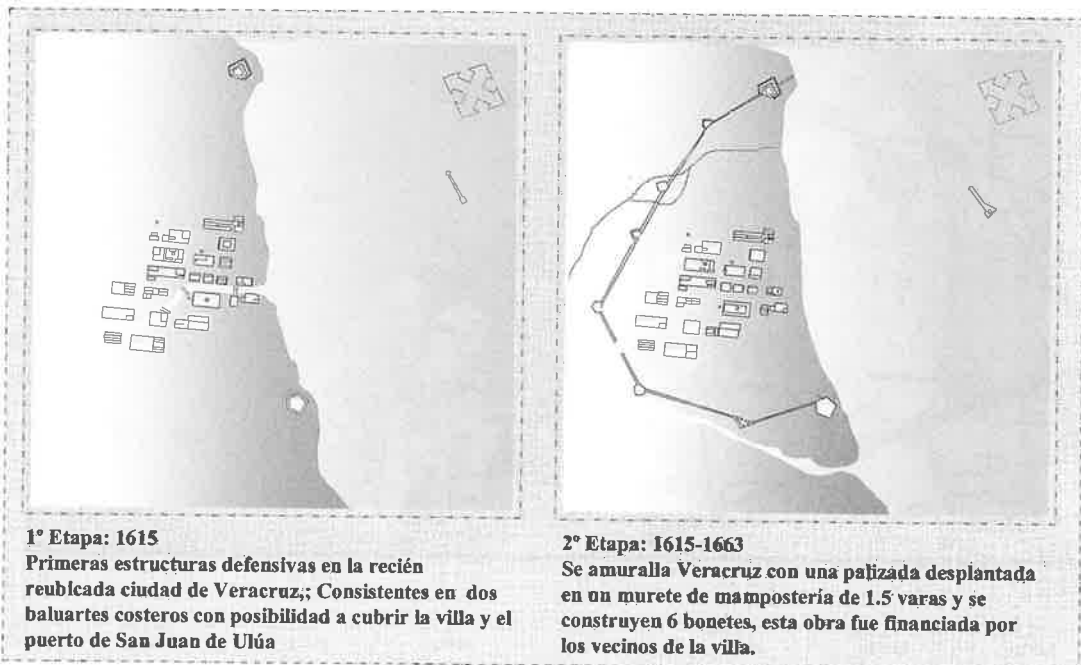 1º Etapa: 1615
Primeras estructuras defensivas en la recién
reubicada ciudad de Veracruz,; Consistentes en dos
baluartes costeros con posibilidad a cubrir la villa y el
puerto de San Juan de Ulúa
2º Etapa: 1615-1663
Se amuralla Veracruz con una palizada desplantada
en un murete de mampostería de 1.5 varas y se
construyen 6 bonetes, esta obra fue financiada por
los vecinos de la villa.